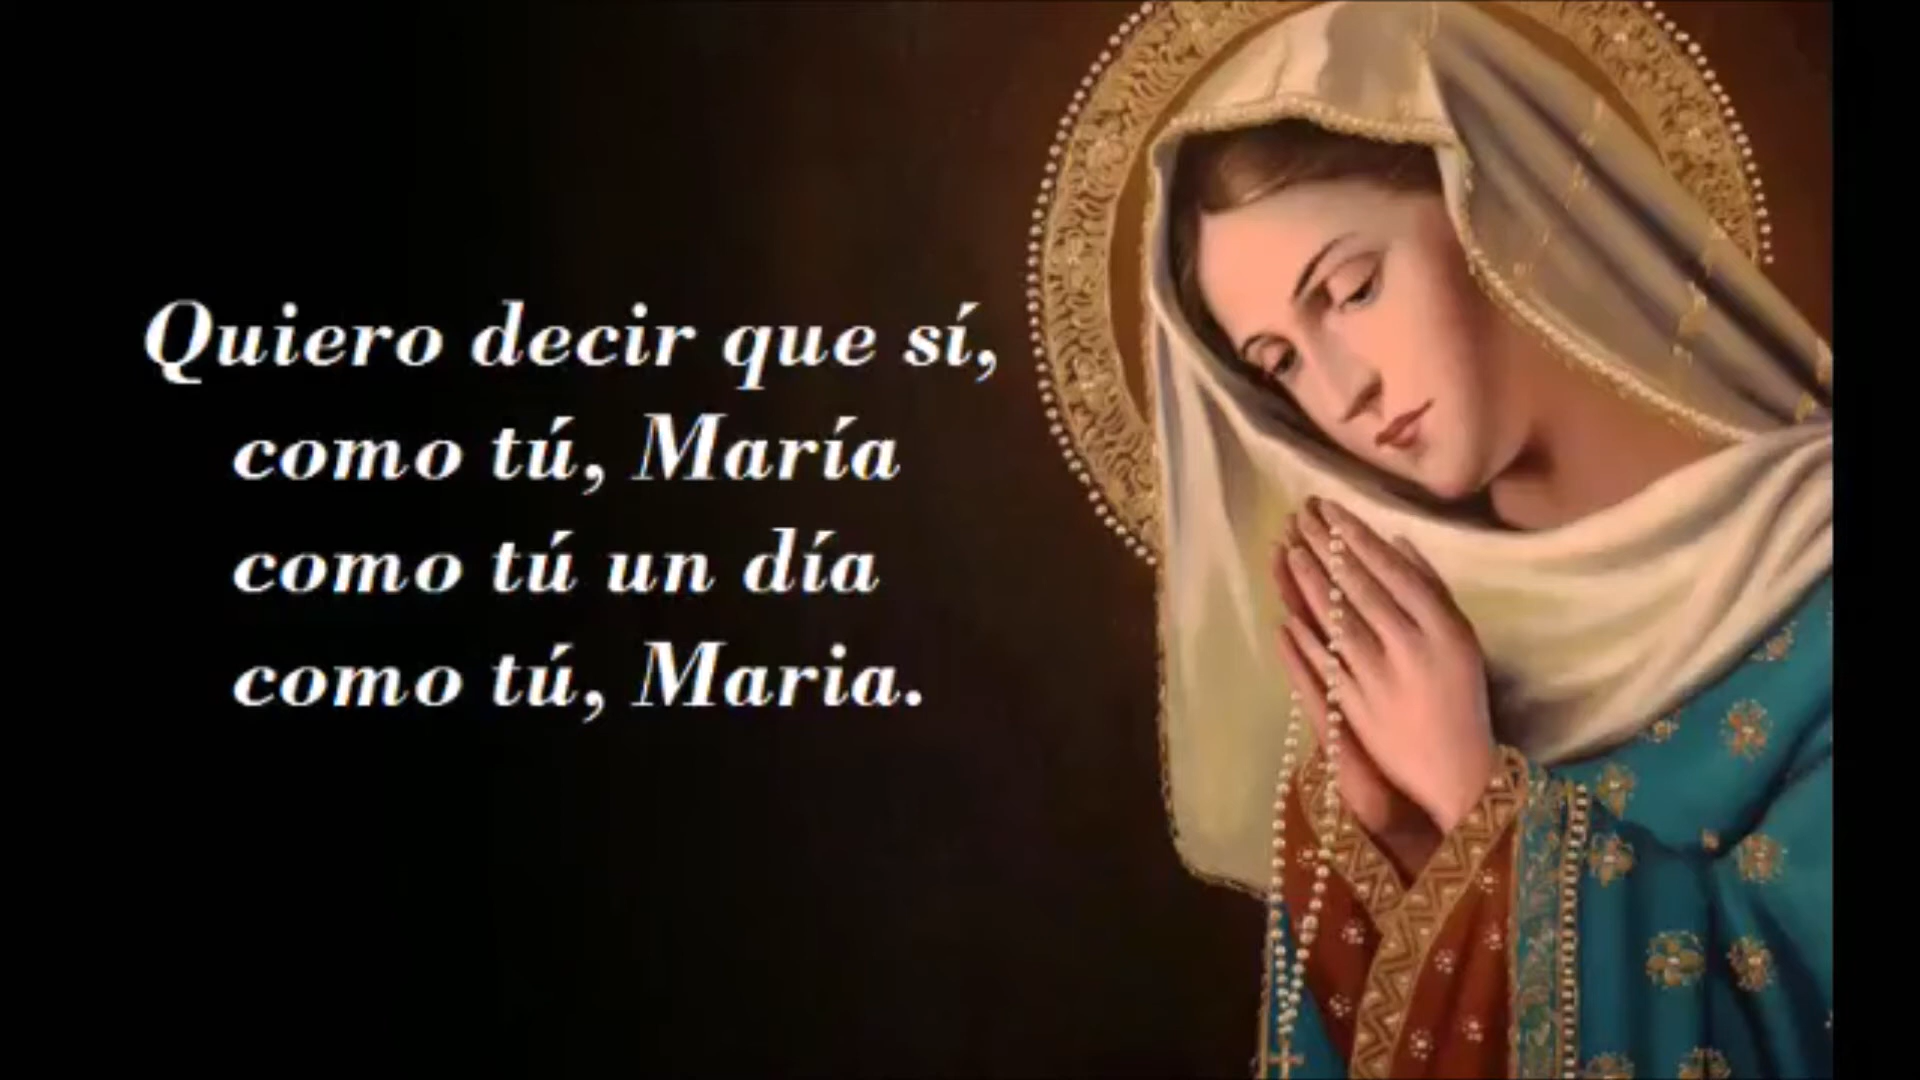 Quiero decir que sí,
como tú, María
como tú un día
como tú, Maria.